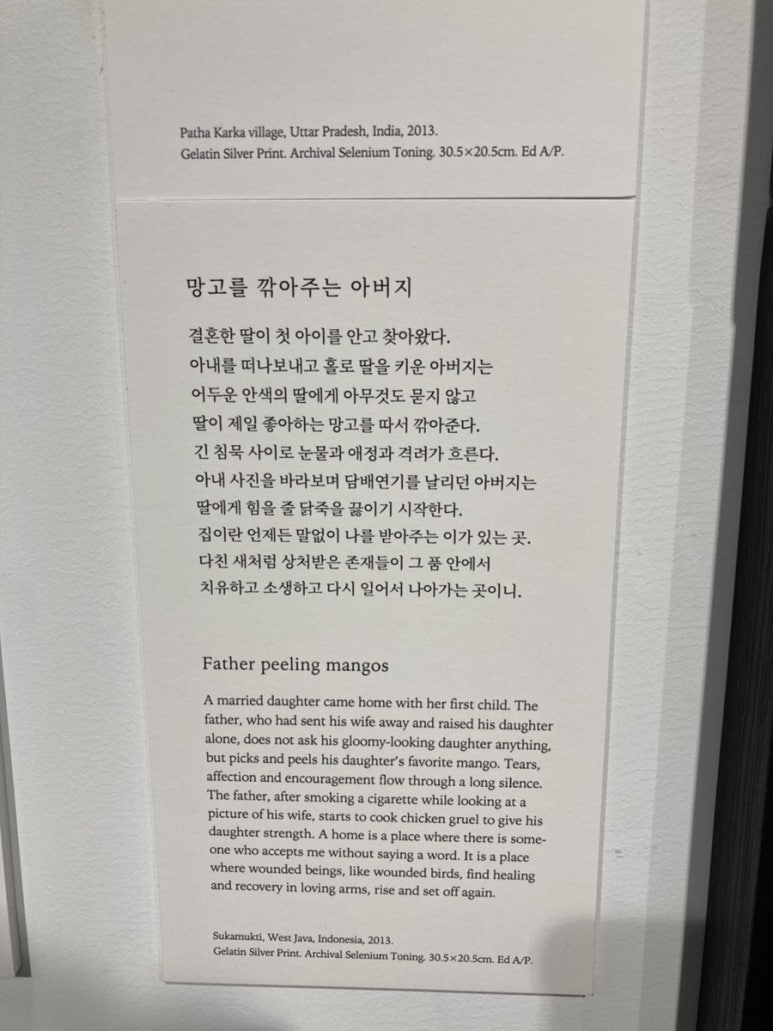 Patha Karka village, Uttar Pradesh, India, 2013.
Gelatin Silver Print. Archival Selenium Toning. 30.5×20.5cm. Ed A/P.
망고를 깎아주는 아버지
결혼한 딸이 첫 아이를 안고 찾아왔다.
아내를 떠나보내고 홀로 딸을 키운 아버지는
어두운 안색의 딸에게 아무것도 묻지 않고
딸이 제일 좋아하는 망고를 따서 깎아준다.
긴 침묵 사이로 눈물과 애정과 격려가 흐른다.
아내 사진을 바라보며 담배연기를 날리던 아버지는
딸에게 힘을 줄 닭죽을 끓이기 시작한다.
집이란 언제든 말없이 나를 받아주는 이가 있는 곳.
다친 새처럼 상처받은 존재들이 그 품 안에서
치유하고 소생하고 다시 일어서 나아가는 곳이니.
Father peeling mangos
A married daughter came home with her first child. The
father, who had sent his wife away and raised his daughter
alone, does not ask his gloomy-looking daughter anything,
but picks and peels his daughter's favorite mango. Tears,
affection and encouragement flow through a long silence.
The father, after smoking a cigarette while looking at a
picture of his wife, starts to cook chicken gruel to give his
daughter strength. A home is a place where there is some-
one who accepts me without saying a word. It is a place
where wounded beings, like wounded birds, find healing
and recovery in loving arms, rise and set off again.
Sukamukti, West Java, Indonesia, 2013.
Gelatin Silver Print. Archival Selenium Toning. 30.5×20.5cm. Ed A/P.